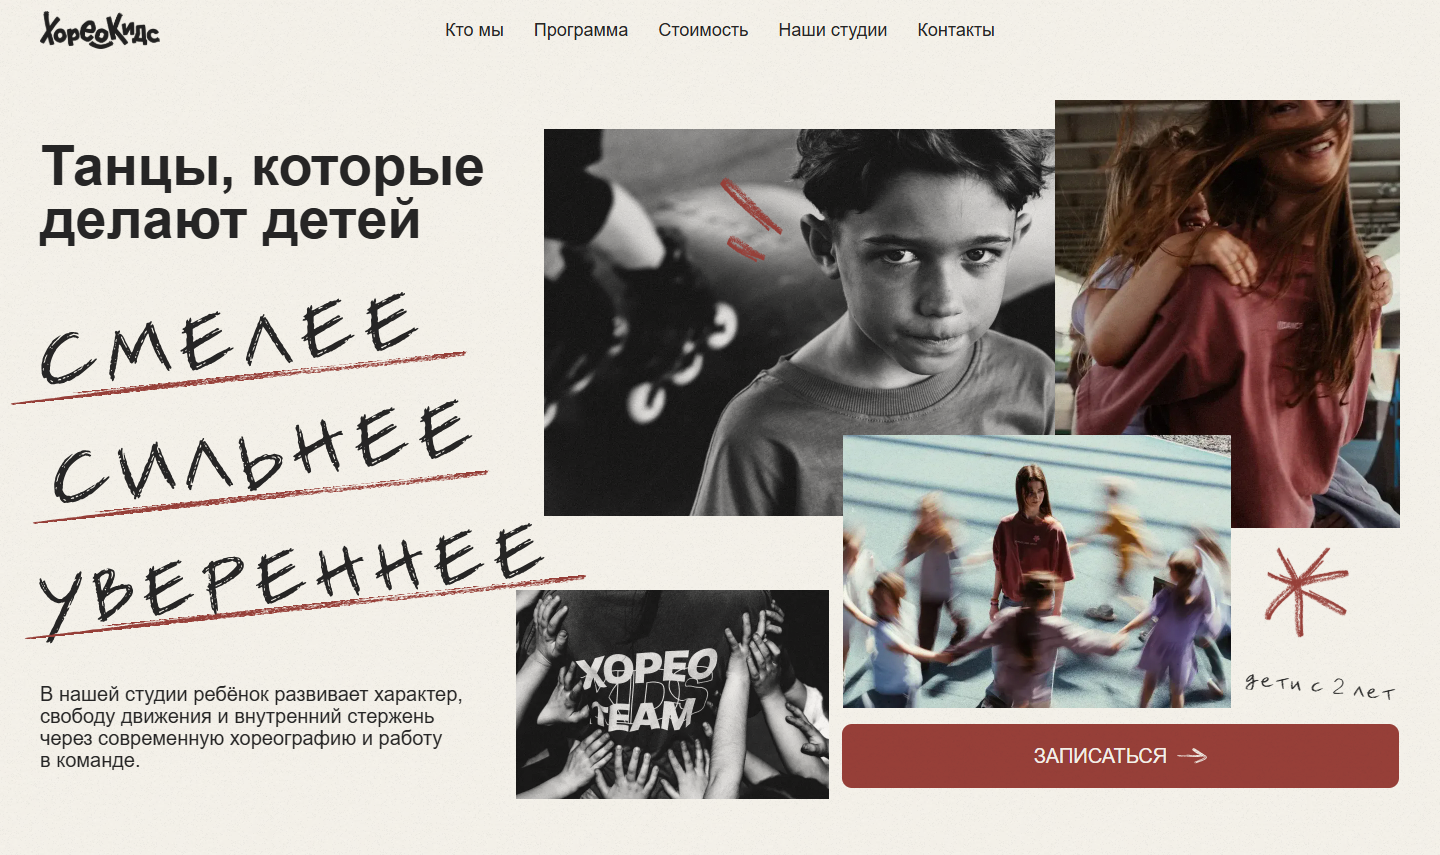 ХореоКидс
Кто мы
Программа
Стоимость
Наши студии
Контакты
Танцы, которые
делают детей
СМЕЛЕЕ
СИЛЬНЕЕ
УВЕРЕННЕЕ
В нашей студии ребёнок развивает характер,
свободу движения и внутренний стержень
через современную хореографию и работу
в команде.
ХОРЕО
KIDS
TEAM
дети с 2 лет
ЗАПИСАТЬСЯ